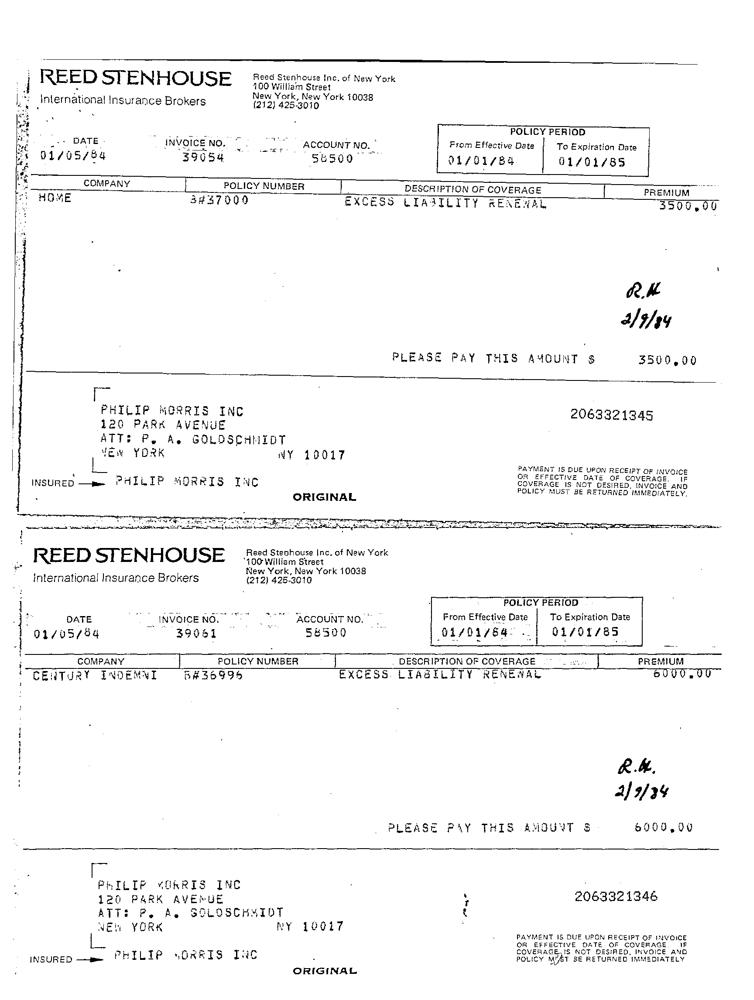 REED STENHOUSE
International Insurance Brokers
Reed Stenhouse Inc. of New York
100 William Street
New York, New York 10038
(212) 425-3010
POLICY PERIOD
DATE INVOICE NO. ACCOUNT NO. From Effective Date To Expiration Date
01/05/84 39054 58500 01/01/84 01/01/85
COMPANY POLICY NUMBER DESCRIPTION OF COVERAGE PREMIUM
HOME B#37000 EXCESS LIABILITY RENEWAL 3500.00
R.H.
2/9/84
PLEASE PAY THIS AMOUNT $ 3500.00
PHILIP MORRIS INC
120 PARK AVENUE
ATT: P. A. GOLDSCHMIDT
NEW YORK NY 10017
2063321345
INSURED PHILIP MORRIS INC
ORIGINAL
PAYMENT IS DUE UPON RECEIPT OF INVOICE
OR EFFECTIVE DATE OF COVERAGE. IF
COVERAGE IS NOT DESIRED, INVOICE AND
POLICY MUST BE RETURNED IMMEDIATELY.
REED STENHOUSE
International Insurance Brokers
Reed Stenhouse Inc. of New York
100 William Street
New York, New York 10038
(212) 425-3010
POLICY PERIOD
DATE INVOICE NO. ACCOUNT NO. From Effective Date To Expiration Date
01/05/84 39061 58500 01/01/84 01/01/85
COMPANY POLICY NUMBER DESCRIPTION OF COVERAGE PREMIUM
CENTURY INDEMNI B#36996 EXCESS LIABILITY RENEWAL 6000.00
R.H.
2/9/84
PLEASE PAY THIS AMOUNT $ 6000.00
PHILIP MORRIS INC
120 PARK AVENUE
ATT: P. A. GOLDSCHMIDT
NEW YORK NY 10017
2063321346
INSURED PHILIP MORRIS INC
ORIGINAL
PAYMENT IS DUE UPON RECEIPT OF INVOICE
OR EFFECTIVE DATE OF COVERAGE. IF
COVERAGE IS NOT DESIRED, INVOICE AND
POLICY MUST BE RETURNED IMMEDIATELY